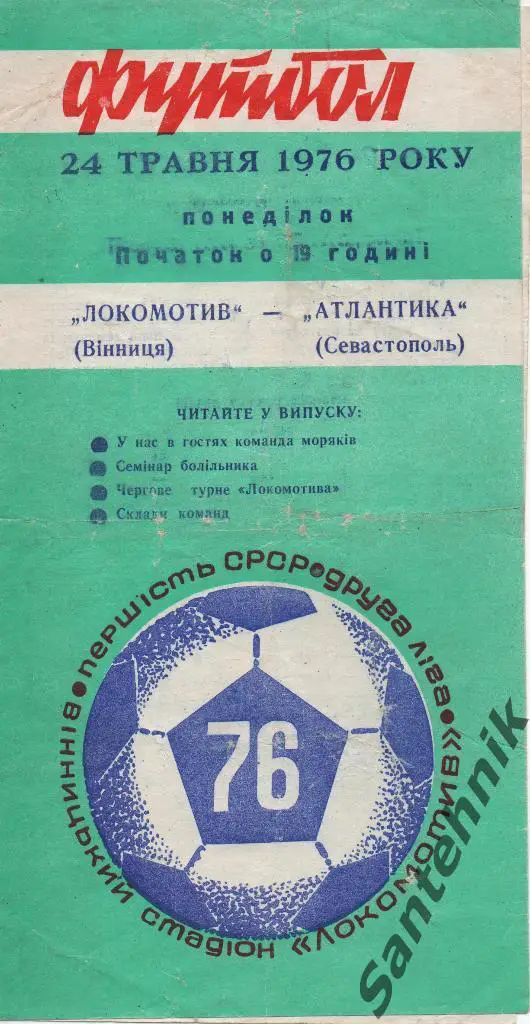 футбол
24 ТРАВНЯ 1976 РОКУ
понеділок
Початок о 19 годині
„ЛОКОМОТИВ“ — „АТЛАНТИКА“
(Вінниця) (Севастополь)
ЧИТАЙТЕ У ВИПУСКУ:
● У нас в гостях команда моряків
● Семінар болільника
● Чергове турне «Локомотива»
● Склади команд
першість СРСР • друга ліга •
76
вінницький стадіон «Локомотив»
Santehnik